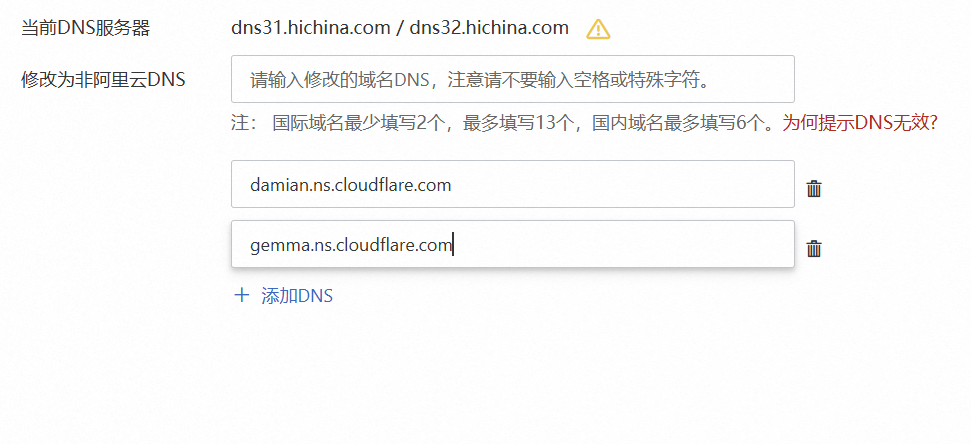 当前DNS服务器 dns31.hichina.com / dns32.hichina.com
修改为非阿里云DNS 请输入修改的域名DNS，注意请不要输入空格或特殊字符。
注： 国际域名最少填写2个，最多填写13个，国内域名最多填写6个。为何提示DNS无效?
damian.ns.cloudflare.com
gemma.ns.cloudflare.com
+ 添加DNS